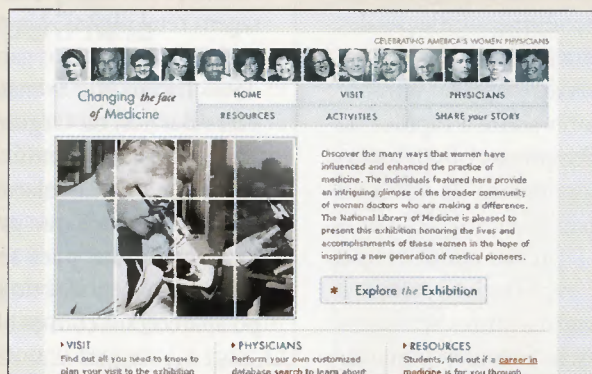 CELEBRATING AMERICA'S WOMEN PHYSICIANS
Changing the face
of Medicine
HOME
VISIT
PHYSICIANS
RESOURCES
ACTIVITIES
SHARE your STORY
Discover the many ways that women have
influenced and enhanced the practice of
medicine. The individuals featured here provide
an intriguing glimpse of the broader community
of women doctors who are making a difference.
The National Library of Medicine is pleased to
present this exhibition honoring the lives and
accomplishments of these women in the hope of
inspiring a new generation of medical pioneers.
* Explore the Exhibition
VISIT
Find out all you need to know to
plan your visit to the exhibition
PHYSICIANS
Perform your own customized
database search to learn about
RESOURCES
Students, find out if a career in
medicine is for you through